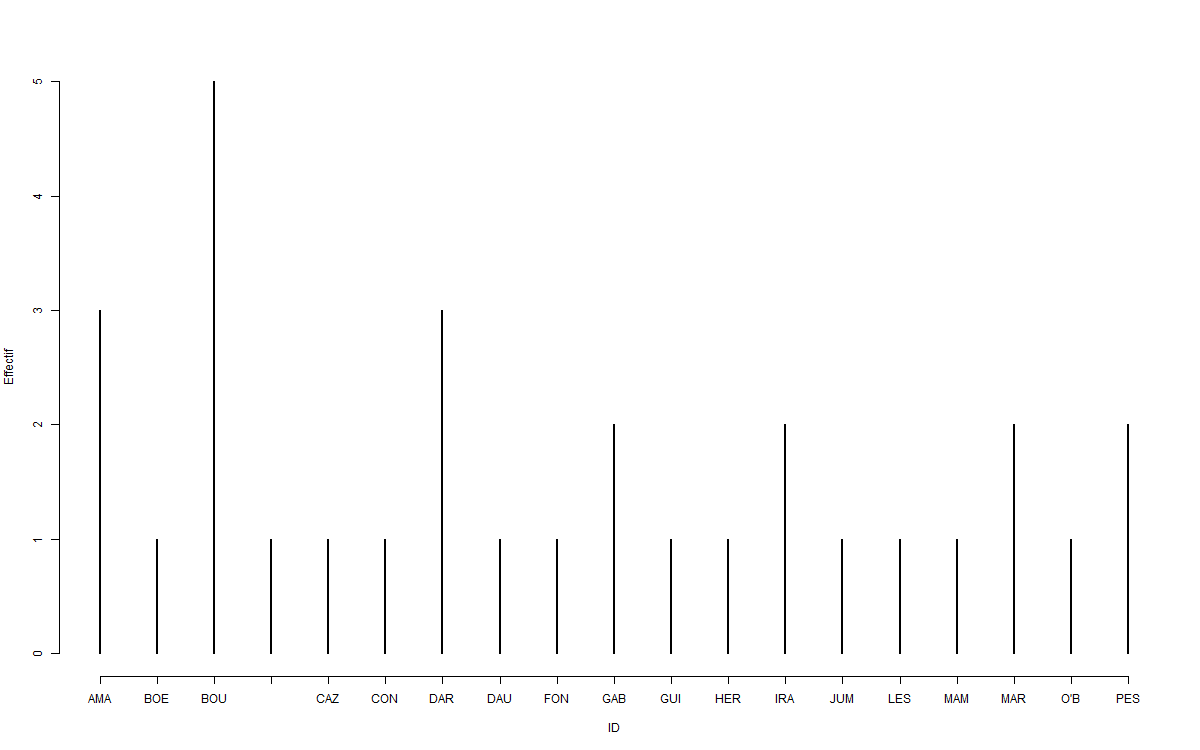 5
4
3
2
1
0
Effectif
AMA BOE BOU CAZ CON DAR DAU FON GAB GUI HER IRA JUM LES MAM MAR O'B PES
ID